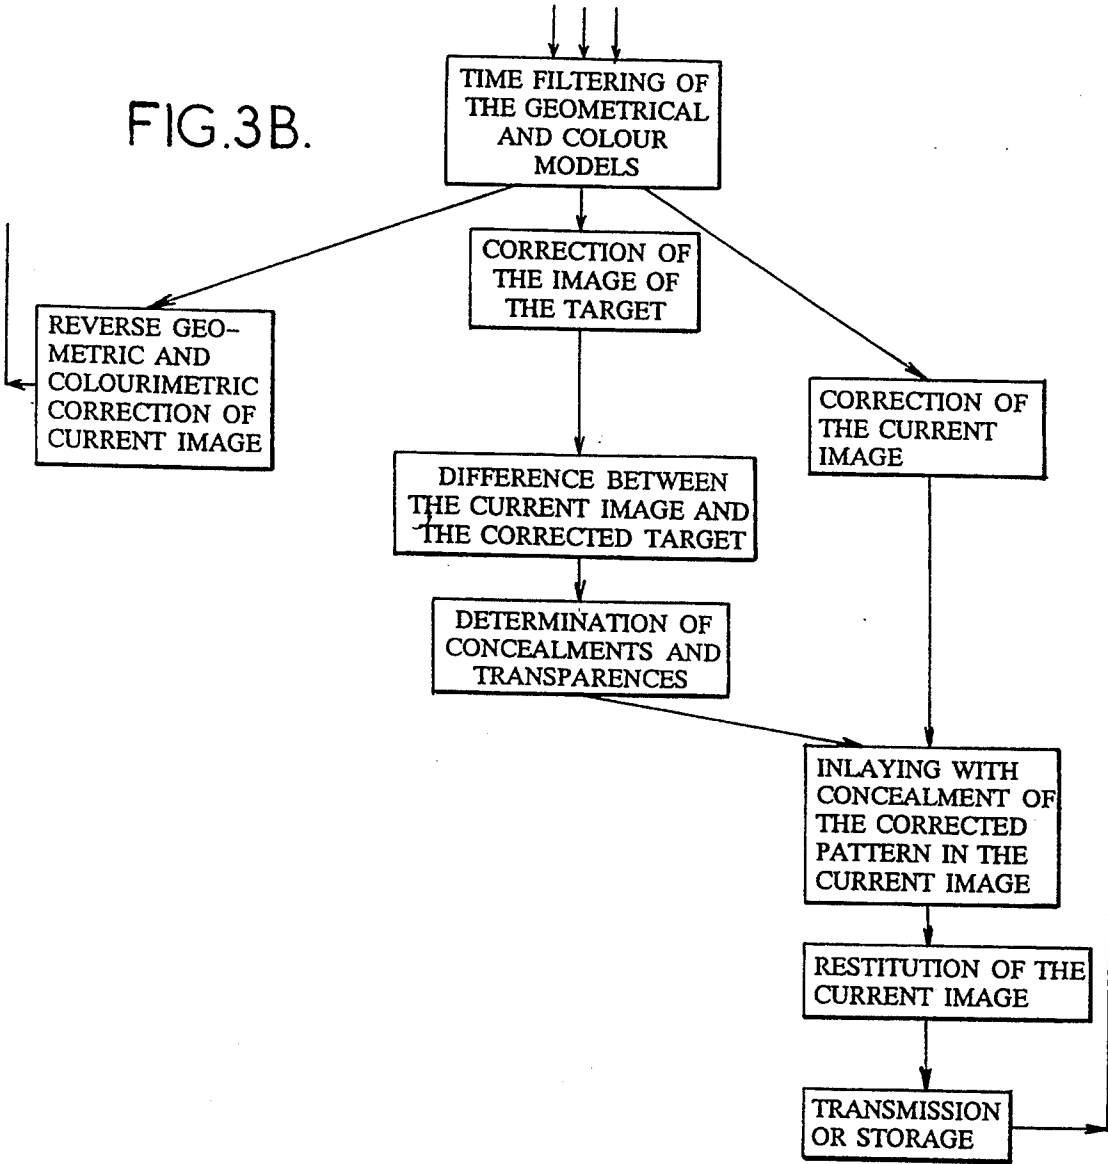 FIG.3B.
TIME FILTERING OF
THE GEOMETRICAL
AND COLOUR
MODELS
CORRECTION OF
THE IMAGE OF
THE TARGET
REVERSE GEO-
METRIC AND
COLOURIMETRIC
CORRECTION OF
CURRENT IMAGE
CORRECTION OF
THE CURRENT
IMAGE
DIFFERENCE BETWEEN
THE CURRENT IMAGE AND
THE CORRECTED TARGET
DETERMINATION OF
CONCEALMENTS AND
TRANSPARENCES
INLAYING WITH
CONCEALMENT OF
THE CORRECTED
PATTERN IN THE
CURRENT IMAGE
RESTITUTION OF THE
CURRENT IMAGE
TRANSMISSION
OR STORAGE